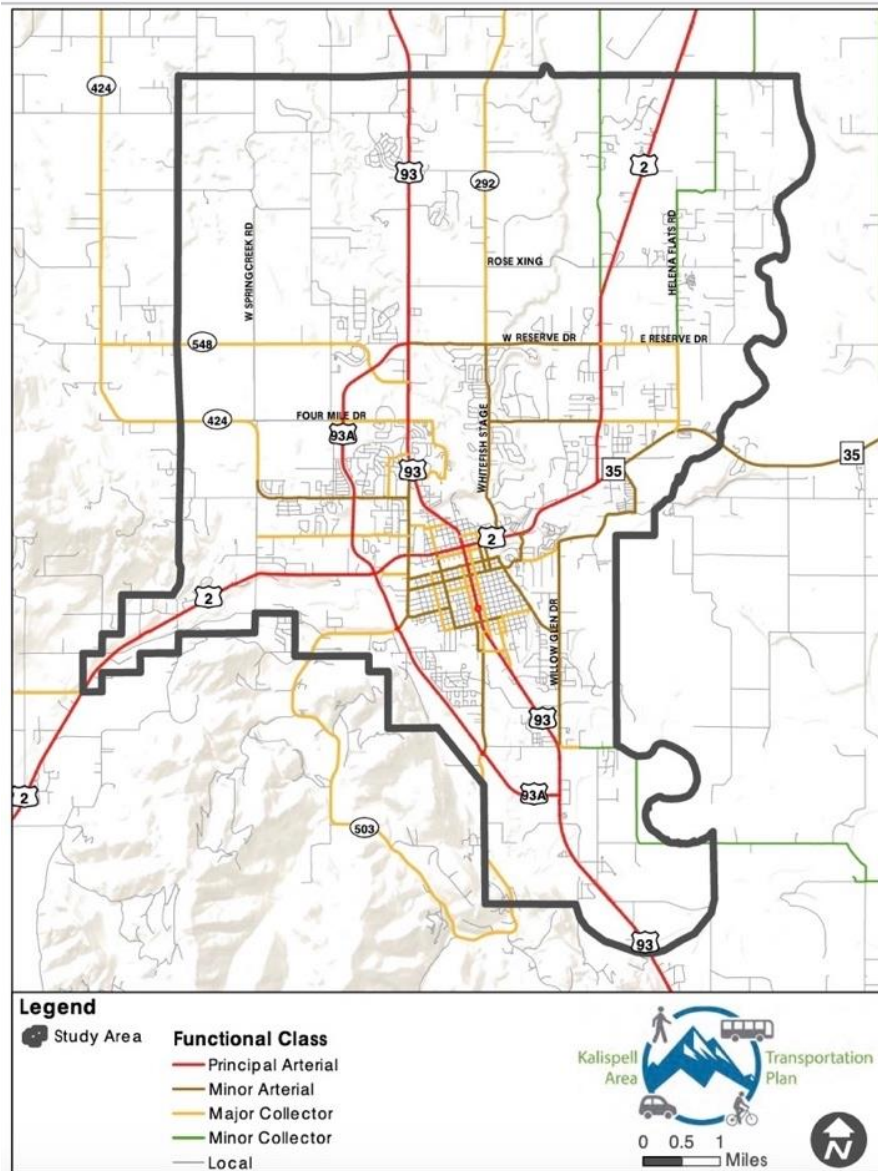 424
93
2
292
W SPRINGCREEK RD
ROSE XING
HELENA FLATS RD
548
W RESERVE DR
E RESERVE DR
424
FOUR MILE DR
93A
93
WHITEFISH STAGE
35
35
2
2
WILLOW GLEN DR
93
2
93A
503
93
Legend
Study Area
Functional Class
Principal Arterial
Minor Arterial
Major Collector
Minor Collector
Local
Kalispell
Area
Transportation
Plan
0 0.5 1
Miles
N